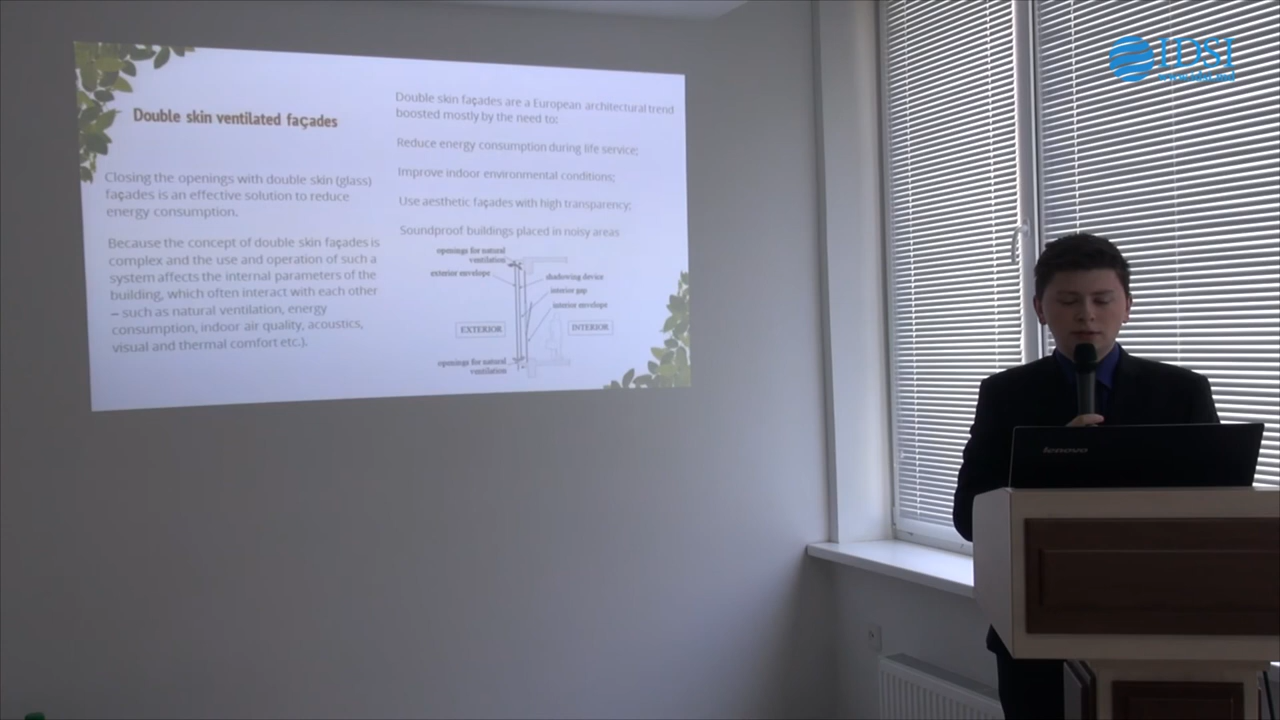 IDSI
www.idsi.md
Double skin ventilated façades
Closing the openings with double skin (glass)
façades is an effective solution to reduce
energy consumption.
Because the concept of double skin façades is
complex and the use and operation of such a
system affects the internal parameters of the
building, which often interact with each other
– such as natural ventilation, energy
consumption, indoor air quality, acoustics,
visual and thermal comfort etc.).
Double skin façades are a European architectural trend
boosted mostly by the need to:
Reduce energy consumption during life service;
Improve indoor environmental conditions;
Use aesthetic façades with high transparency;
Soundproof buildings placed in noisy areas
openings for natural
ventilation
exterior envelope
shadowing device
interior gap
interior envelope
EXTERIOR
INTERIOR
openings for natural
ventilation
lenovo